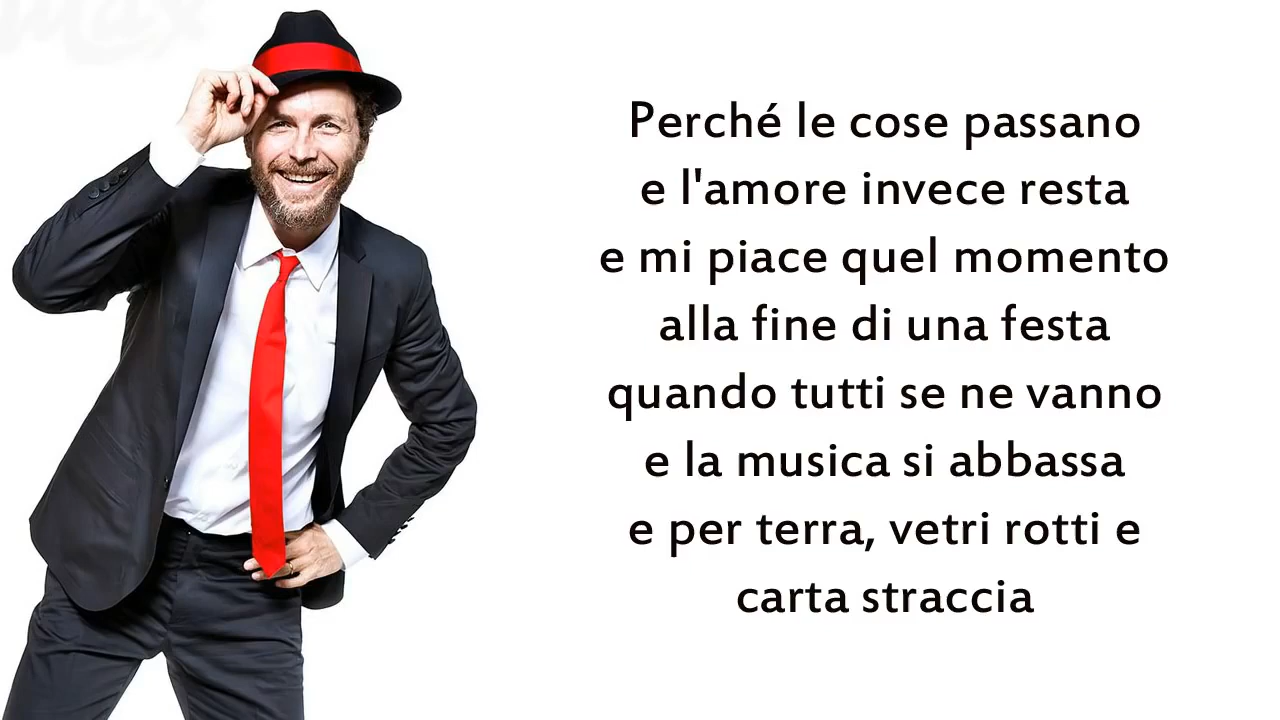 Perché le cose passano
e l'amore invece resta
e mi piace quel momento
alla fine di una festa
quando tutti se ne vanno
e la musica si abbassa
e per terra, vetri rotti e
carta straccia